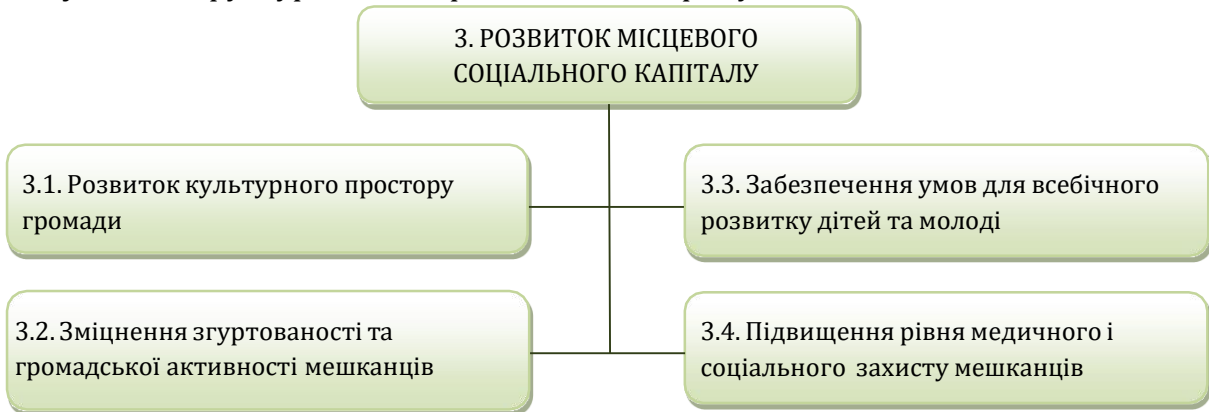 3. РОЗВИТОК МІСЦЕВОГО
СОЦІАЛЬНОГО КАПІТАЛУ
3.1. Розвиток культурного простору
громади
3.3. Забезпечення умов для всебічного
розвитку дітей та молоді
3.2. Зміцнення згуртованості та
громадської активності мешканців
3.4. Підвищення рівня медичного і
соціального захисту мешканців